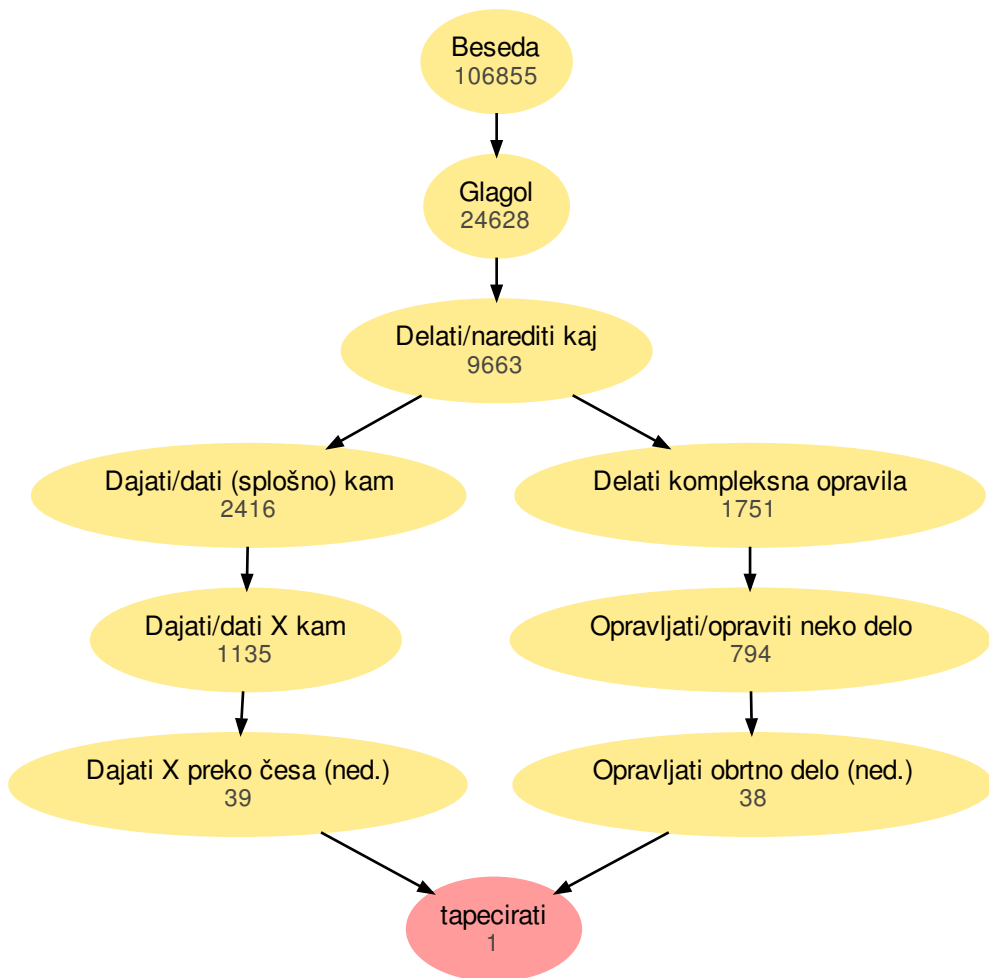 Beseda
106855
Glagol
24628
Delati/narediti kaj
9663
Dajati/dati (splošno) kam
2416
Delati kompleksna opravila
1751
Dajati/dati X kam
1135
Opravljati/opraviti neko delo
794
Dajati X preko česa (ned.)
39
Opravljati obrtno delo (ned.)
38
tapecirati
1